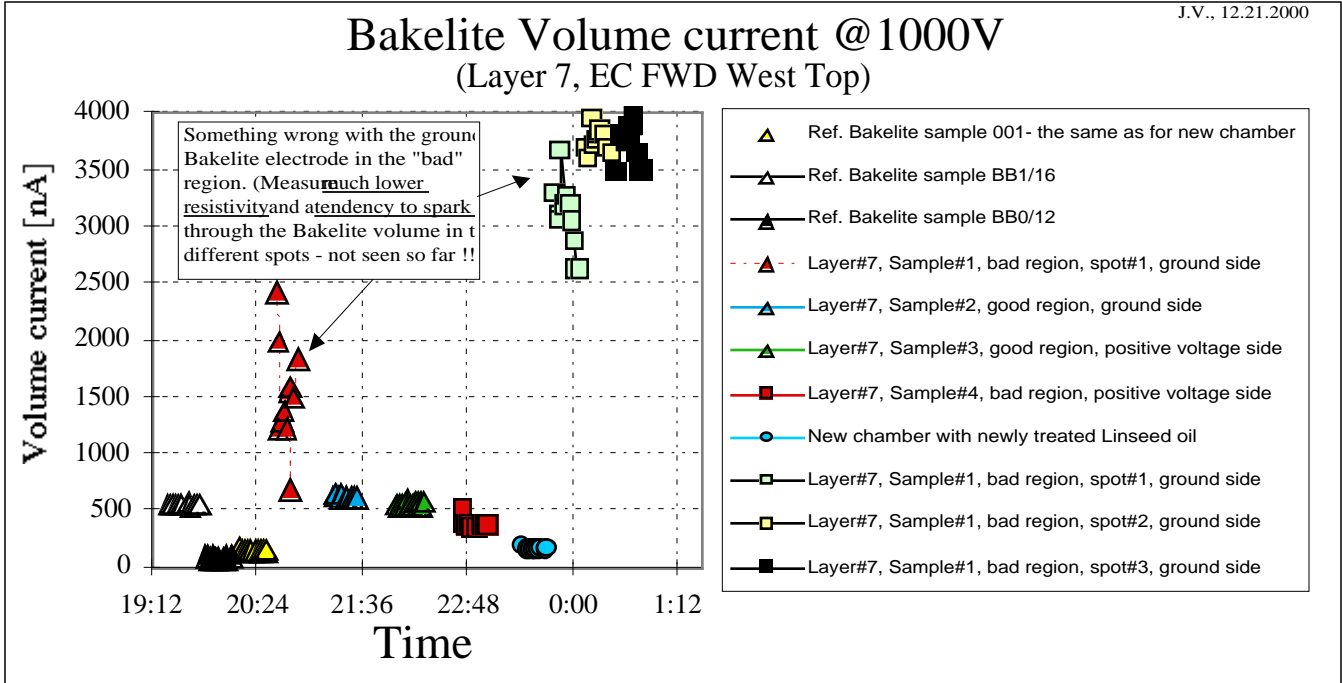 J.V., 12.21.2000
Bakelite Volume current @1000V
(Layer 7, EC FWD West Top)
Volume current [nA]
4000
3500
3000
2500
2000
1500
1000
500
0
Something wrong with the groun
Bakelite electrode in the "bad"
region. (Measure much lower
resistivity and a tendency to spark
through the Bakelite volume in t
different spots - not seen so far !!
19:12 20:24 21:36 22:48 0:00 1:12
Time
Ref. Bakelite sample 001- the same as for new chamber
Ref. Bakelite sample BB1/16
Ref. Bakelite sample BB0/12
Layer#7, Sample#1, bad region, spot#1, ground side
Layer#7, Sample#2, good region, ground side
Layer#7, Sample#3, good region, positive voltage side
Layer#7, Sample#4, bad region, positive voltage side
New chamber with newly treated Linseed oil
Layer#7, Sample#1, bad region, spot#1, ground side
Layer#7, Sample#1, bad region, spot#2, ground side
Layer#7, Sample#1, bad region, spot#3, ground side